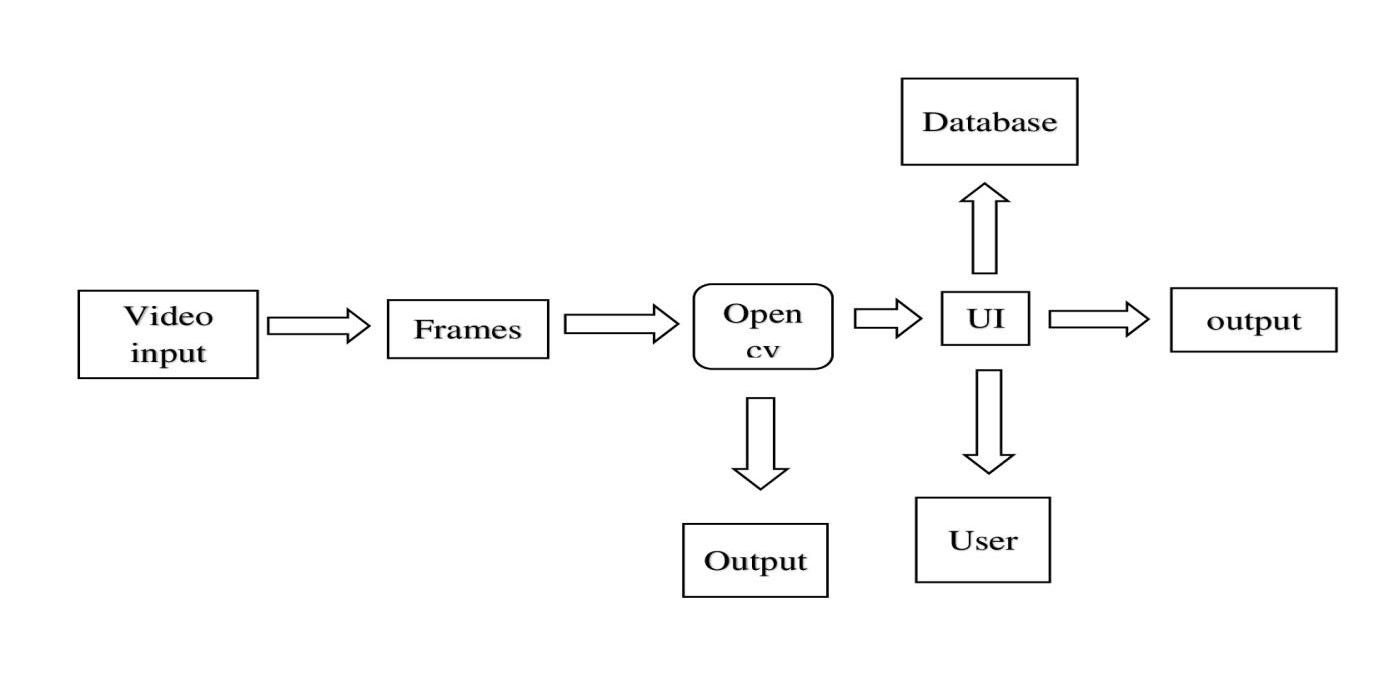 Database
Video
input
Frames
Open
cv
UI
output
Output
User